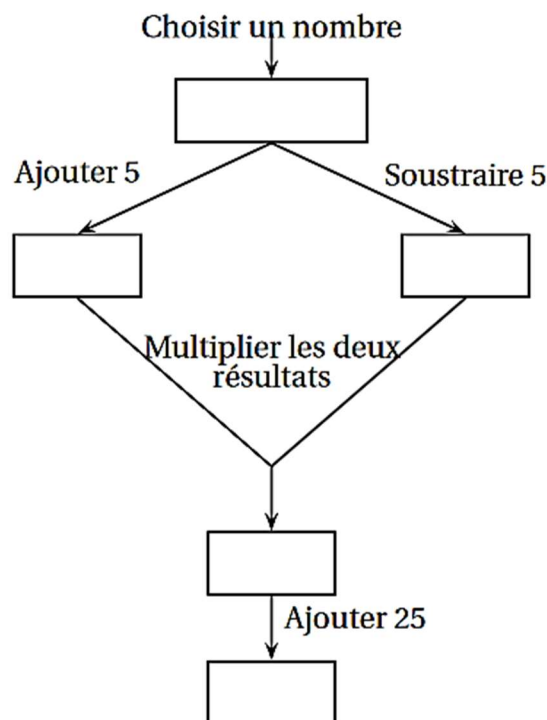 Choisir un nombre
Ajouter 5
Soustraire 5
Multiplier les deux
résultats
Ajouter 25